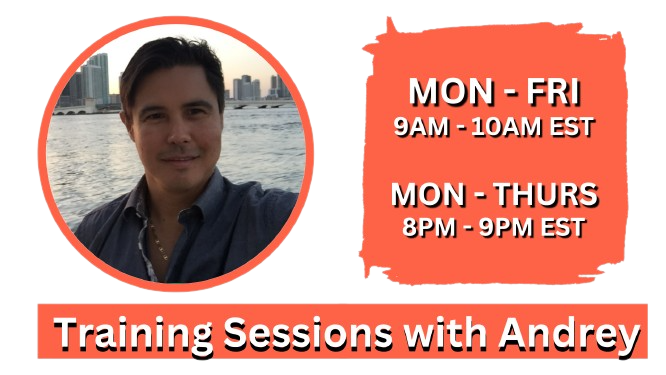 MON - FRI
9AM - 10AM EST
MON - THURS
8PM - 9PM EST
Training Sessions with Andrey